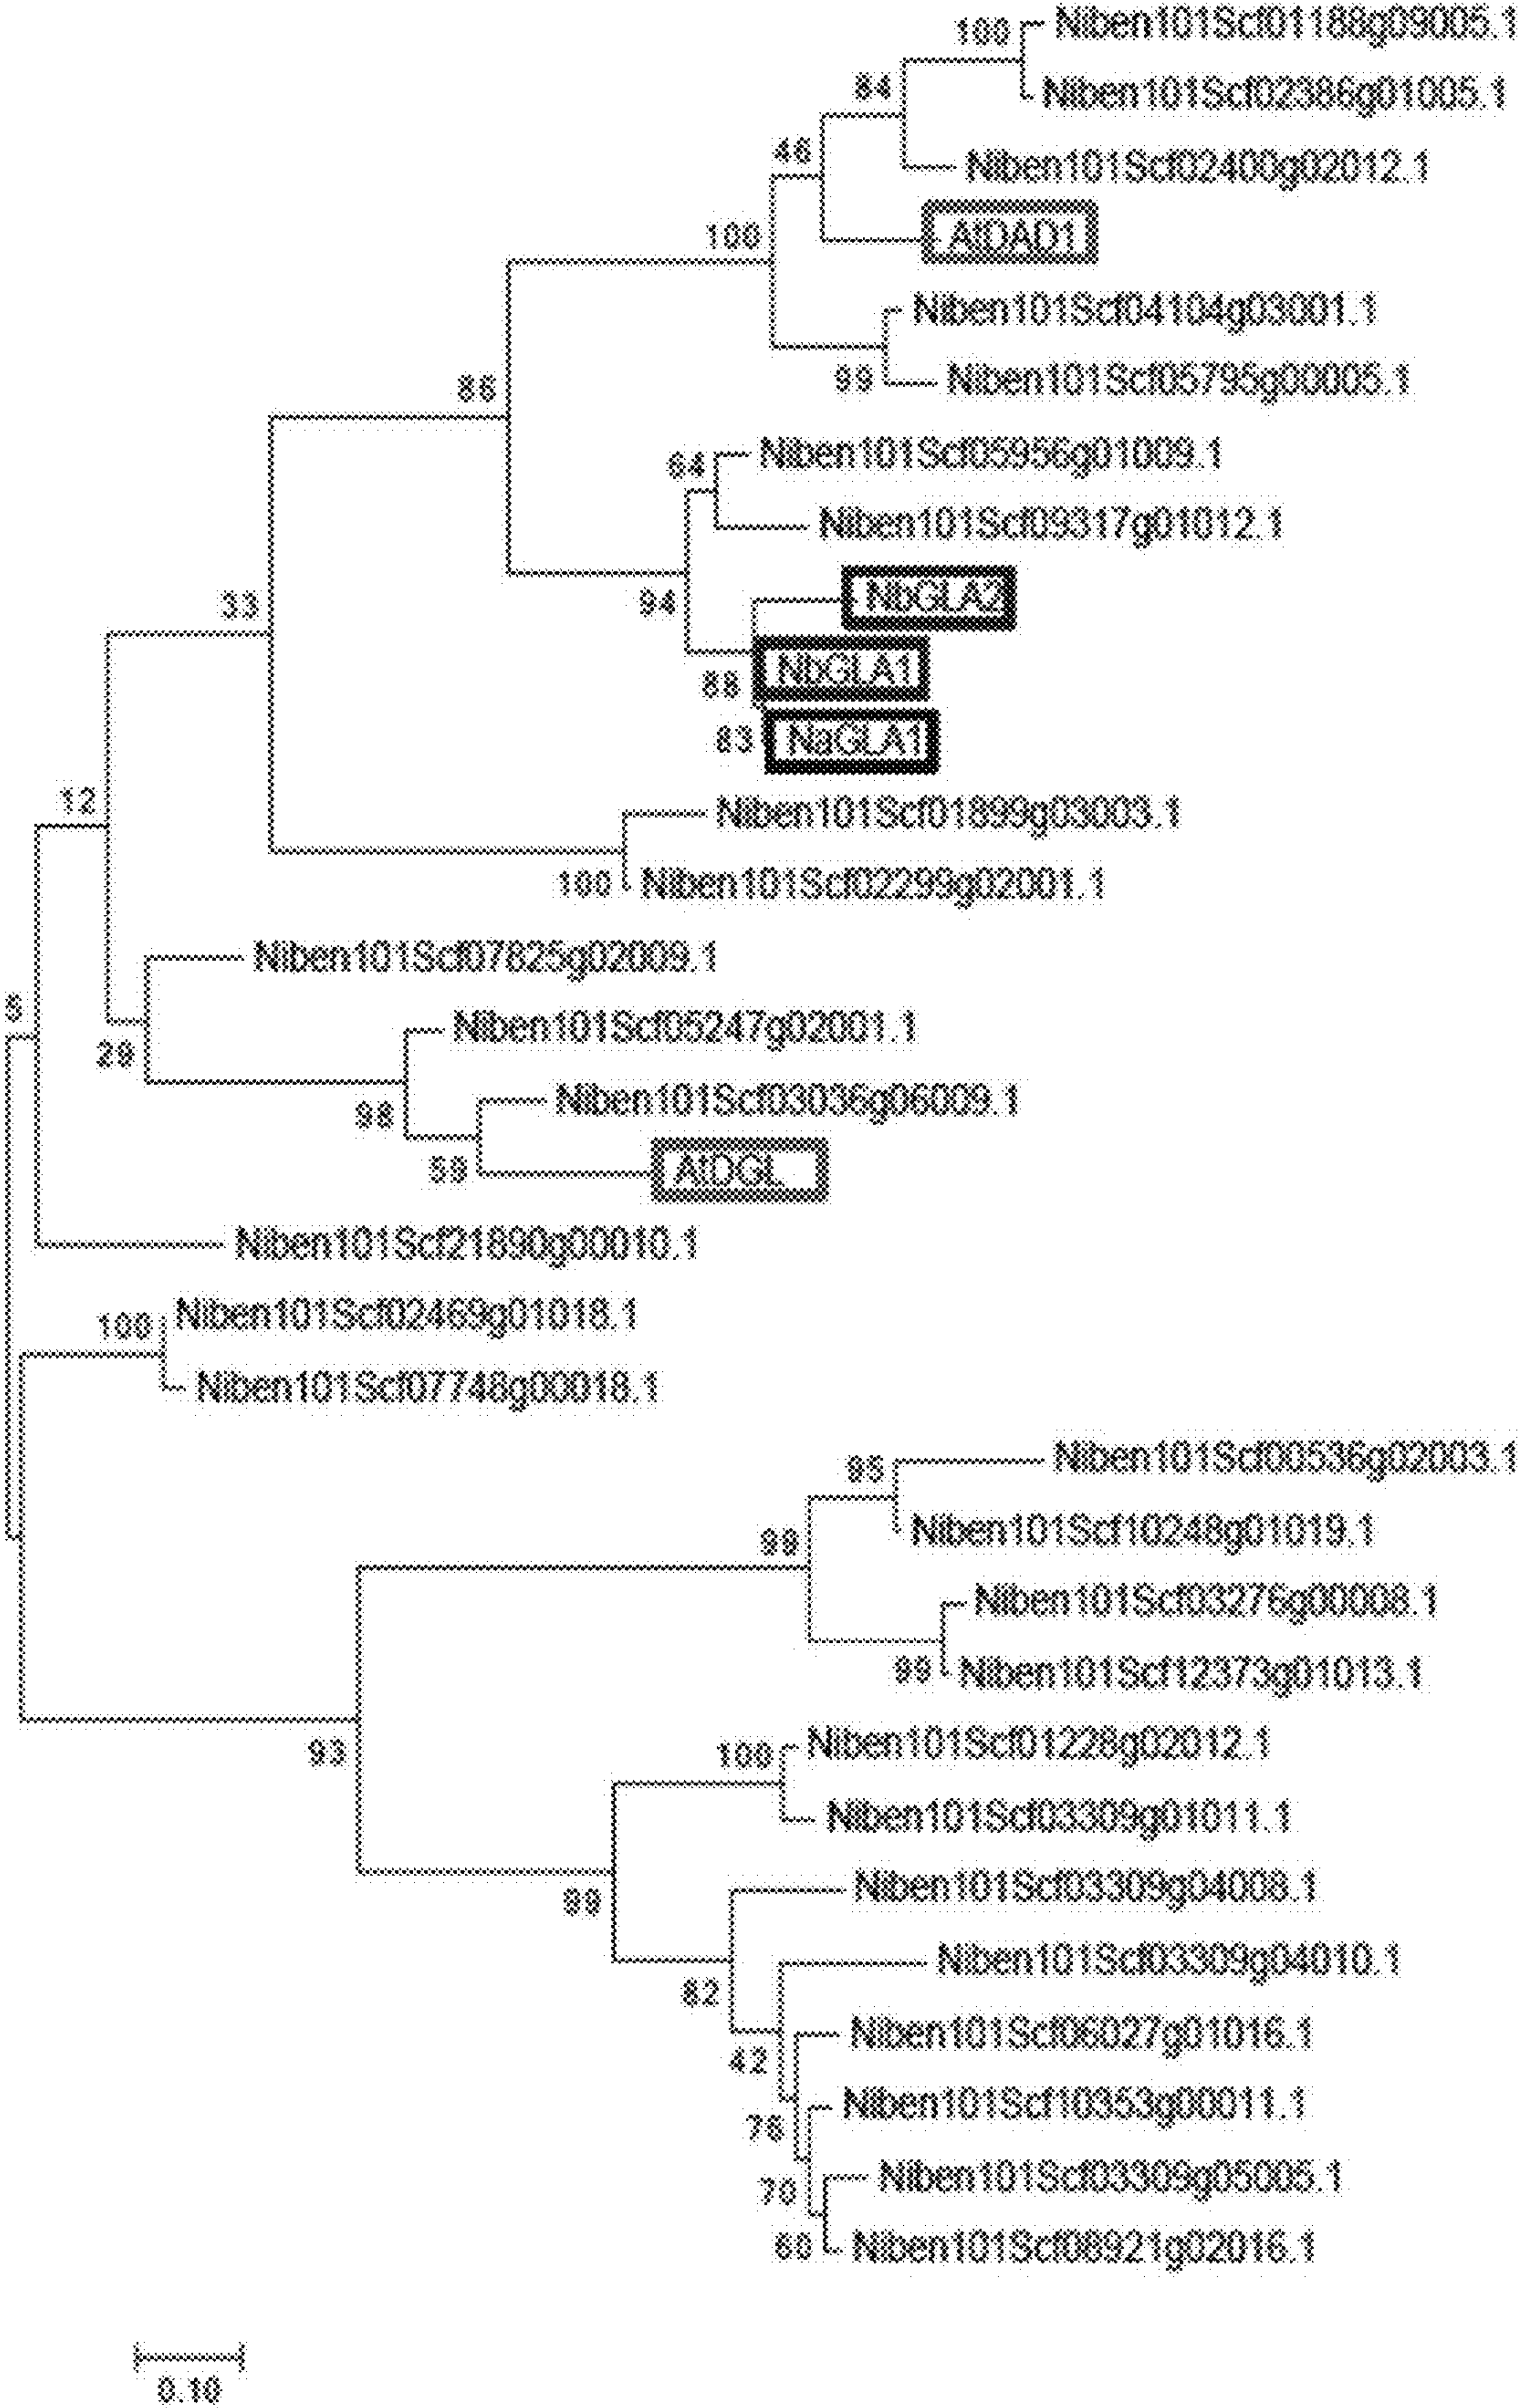 100
Niben101Scf01188g09005.1
84
Niben101Scf02386g01005.1
46
Niben101Scf02400g02012.1
100
AtDAD1
Niben101Scf04104g03001.1
99
Niben101Scf05795g00005.1
86
64
Niben101Scf05956g01009.1
Niben101Scf09317g01012.1
33
94
NbGLA2
88
NbGLA1
83
NaGLA1
12
Niben101Scf01899g03003.1
100
Niben101Scf02299g02001.1
Niben101Scf07825g02009.1
5
29
Niben101Scf05247g02001.1
98
Niben101Scf03036g06009.1
59
AtDGL
Niben101Scf21890g00010.1
100
Niben101Scf02469g01018.1
Niben101Scf07748g00018.1
95
Niben101Scf00536g02003.1
99
Niben101Scf10248g01019.1
Niben101Scf03276g00008.1
99
Niben101Scf12373g01013.1
93
100
Niben101Scf01228g02012.1
Niben101Scf03309g01011.1
99
Niben101Scf03309g04008.1
82
Niben101Scf03309g04010.1
42
Niben101Scf06027g01016.1
76
Niben101Scf10353g00011.1
70
Niben101Scf03309g05005.1
60
Niben101Scf08921g02016.1
0.10